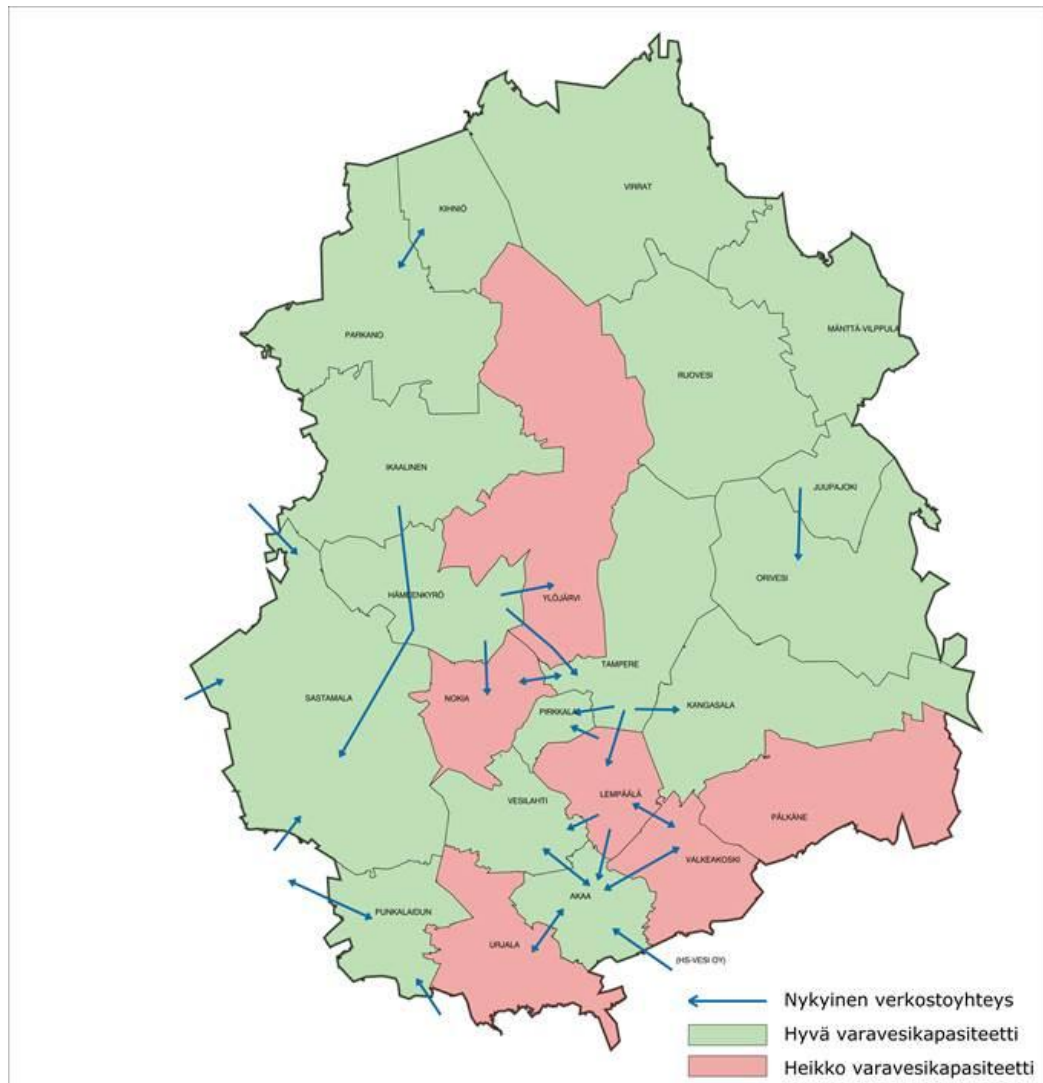 VIRRAT
KIHNIÖ
MÄNTTÄ-VILPPULA
PARKANO
RUOVESI
IKAALINEN
JUUPAJOKI
ORIVESI
HÄMEENKYRÖ
YLÖJÄRVI
TAMPERE
SASTAMALA
NOKIA
KANGASALA
PIRKKALA
LEMPÄÄLÄ
VESILAHTI
PÄLKÄNE
VALKEAKOSKI
AKAA
PUNKALAIDUN
URJALA
(HS-VESI OY)
Nykyinen verkostoyhteys
Hyvä varavesikapasiteetti
Heikko varavesikapasiteetti